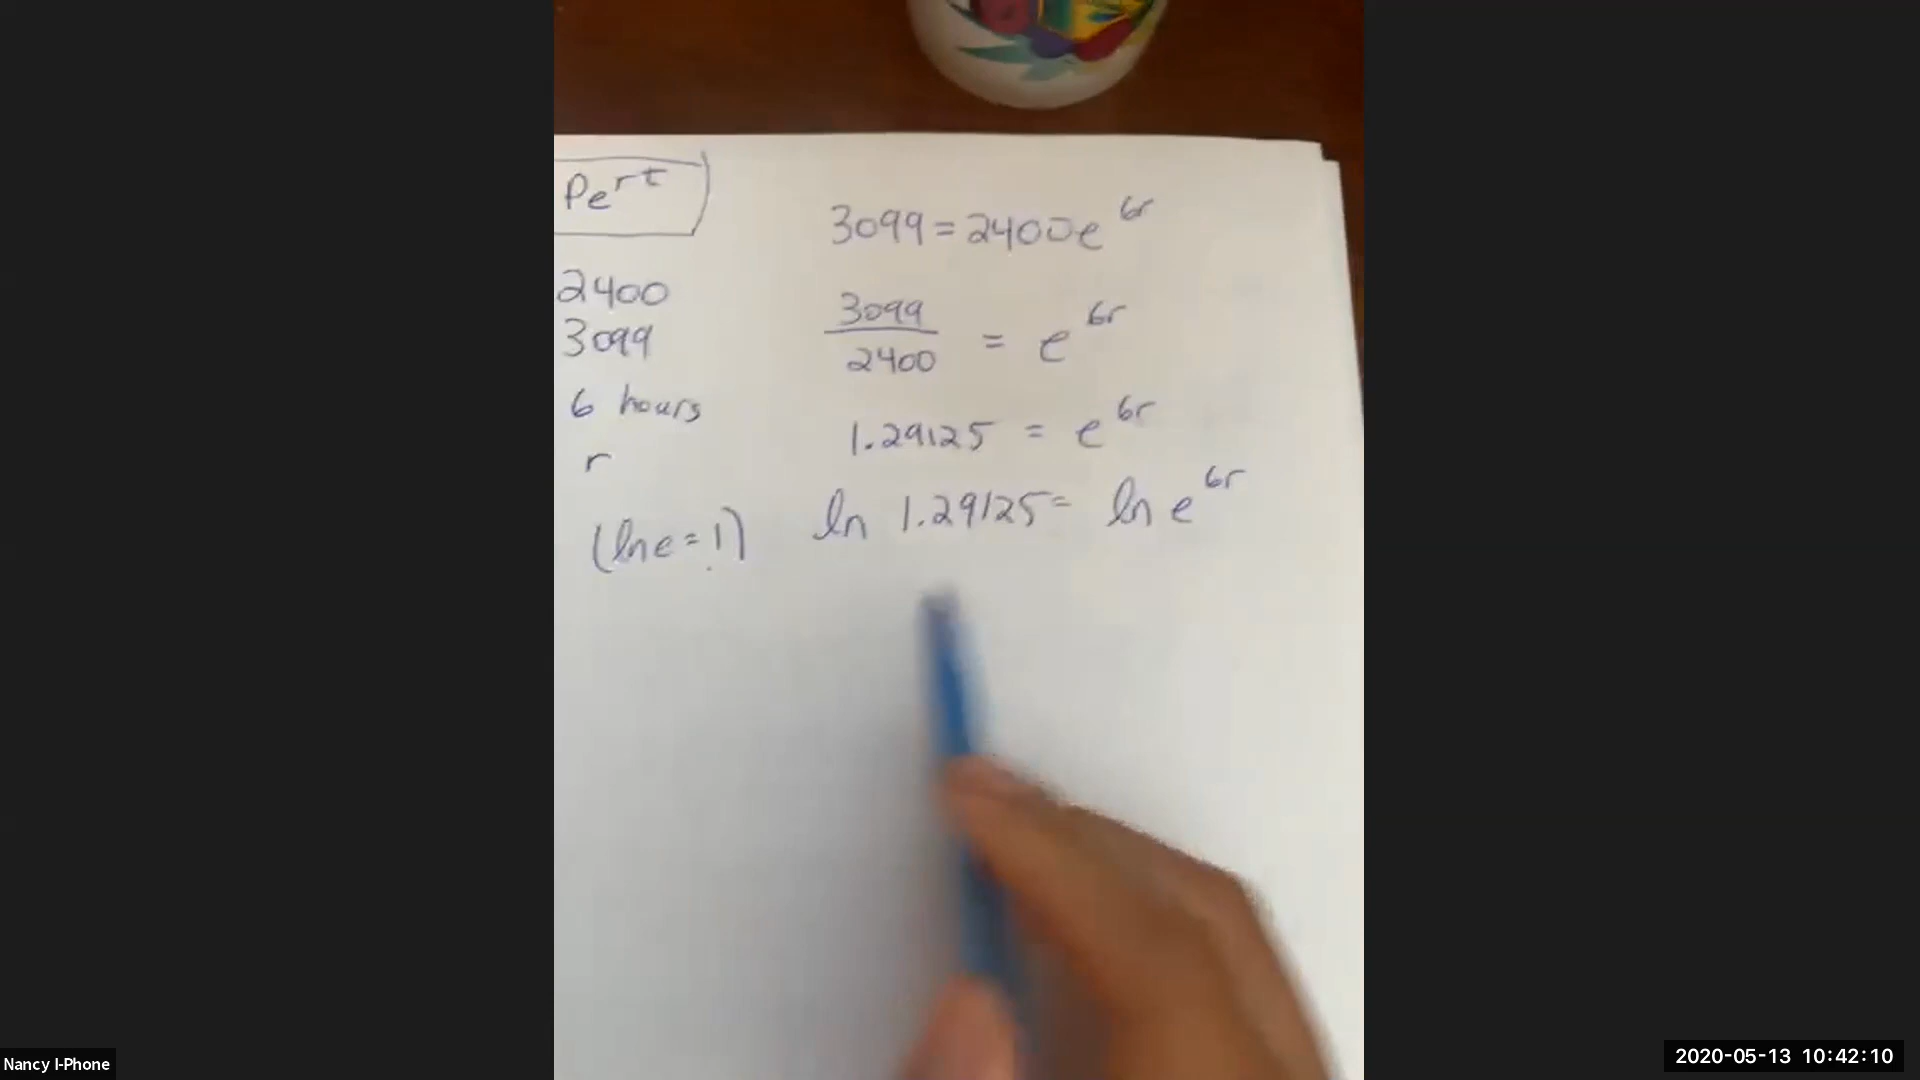 Pe^rt
2400
3099
6 hours
r
(ln e = 1)
3099 = 2400e^6r
3099/2400 = e^6r
1.29125 = e^6r
ln 1.29125 = ln e^6r
Nancy I-Phone
2020-05-13 10:42:10